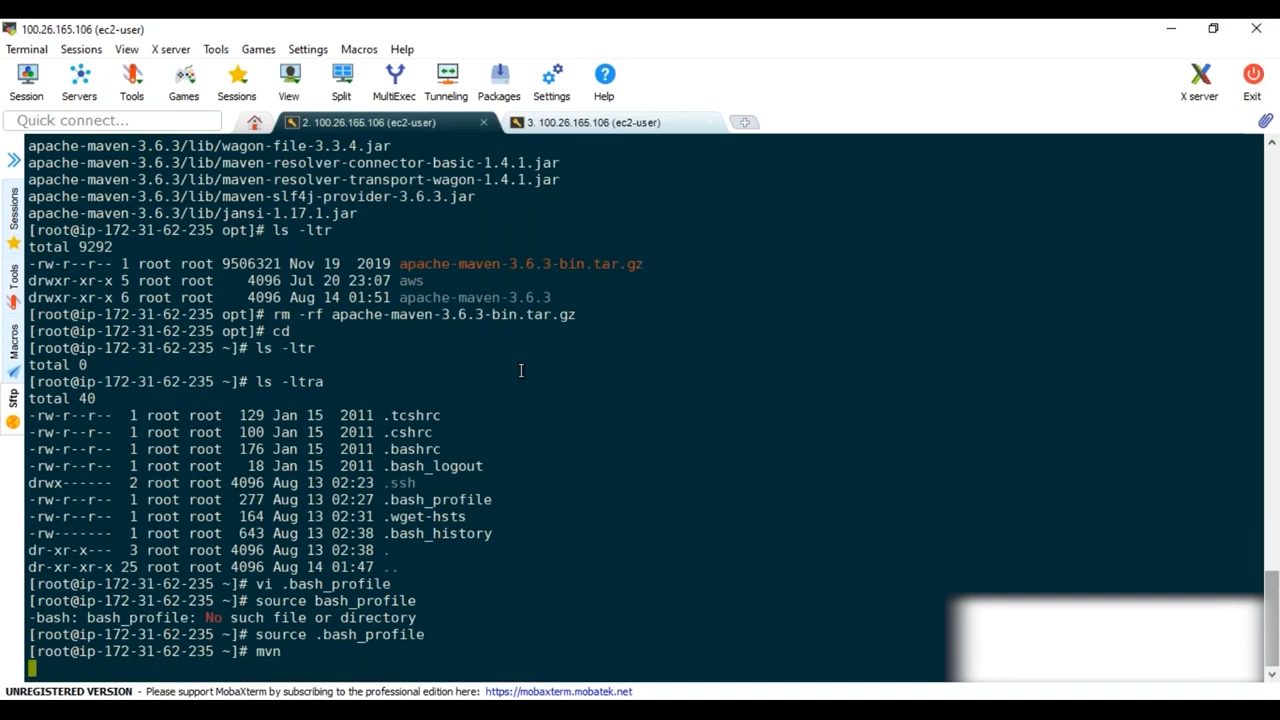 100.26.165.106 (ec2-user)
Terminal Sessions View X server Tools Games Settings Macros Help
Session Servers Tools Games Sessions View Split MultiExec Tunneling Packages Settings Help X server Exit
Quick connect... 2. 100.26.165.106 (ec2-user) 3. 100.26.165.106 (ec2-user)
Sessions
Tools
Macros
Sftp
apache-maven-3.6.3/lib/wagon-file-3.3.4.jar
apache-maven-3.6.3/lib/maven-resolver-connector-basic-1.4.1.jar
apache-maven-3.6.3/lib/maven-resolver-transport-wagon-1.4.1.jar
apache-maven-3.6.3/lib/maven-slf4j-provider-3.6.3.jar
apache-maven-3.6.3/lib/jansi-1.17.1.jar
[root@ip-172-31-62-235 opt]# ls -ltr
total 9292
-rw-r--r-- 1 root root 9506321 Nov 19  2019 apache-maven-3.6.3-bin.tar.gz
drwxr-xr-x 5 root root    4096 Jul 20 23:07 aws
drwxr-xr-x 6 root root    4096 Aug 14 01:51 apache-maven-3.6.3
[root@ip-172-31-62-235 opt]# rm -rf apache-maven-3.6.3-bin.tar.gz
[root@ip-172-31-62-235 opt]# cd
[root@ip-172-31-62-235 ~]# ls -ltr
total 0
[root@ip-172-31-62-235 ~]# ls -ltra
total 40
-rw-r--r--  1 root root  129 Jan 15  2011 .tcshrc
-rw-r--r--  1 root root  100 Jan 15  2011 .cshrc
-rw-r--r--  1 root root  176 Jan 15  2011 .bashrc
-rw-r--r--  1 root root   18 Jan 15  2011 .bash_logout
drwx------  2 root root 4096 Aug 13 02:23 .ssh
-rw-r--r--  1 root root  277 Aug 13 02:27 .bash_profile
-rw-r--r--  1 root root  164 Aug 13 02:31 .wget-hsts
-rw-------  1 root root  643 Aug 13 02:38 .bash_history
dr-xr-x---  3 root root 4096 Aug 13 02:38 .
dr-xr-xr-x 25 root root 4096 Aug 14 01:47 ..
[root@ip-172-31-62-235 ~]# vi .bash_profile
[root@ip-172-31-62-235 ~]# source bash_profile
-bash: bash_profile: No such file or directory
[root@ip-172-31-62-235 ~]# source .bash_profile
[root@ip-172-31-62-235 ~]# mvn
UNREGISTERED VERSION - Please support MobaXterm by subscribing to the professional edition here: https://mobaxterm.mobatek.net